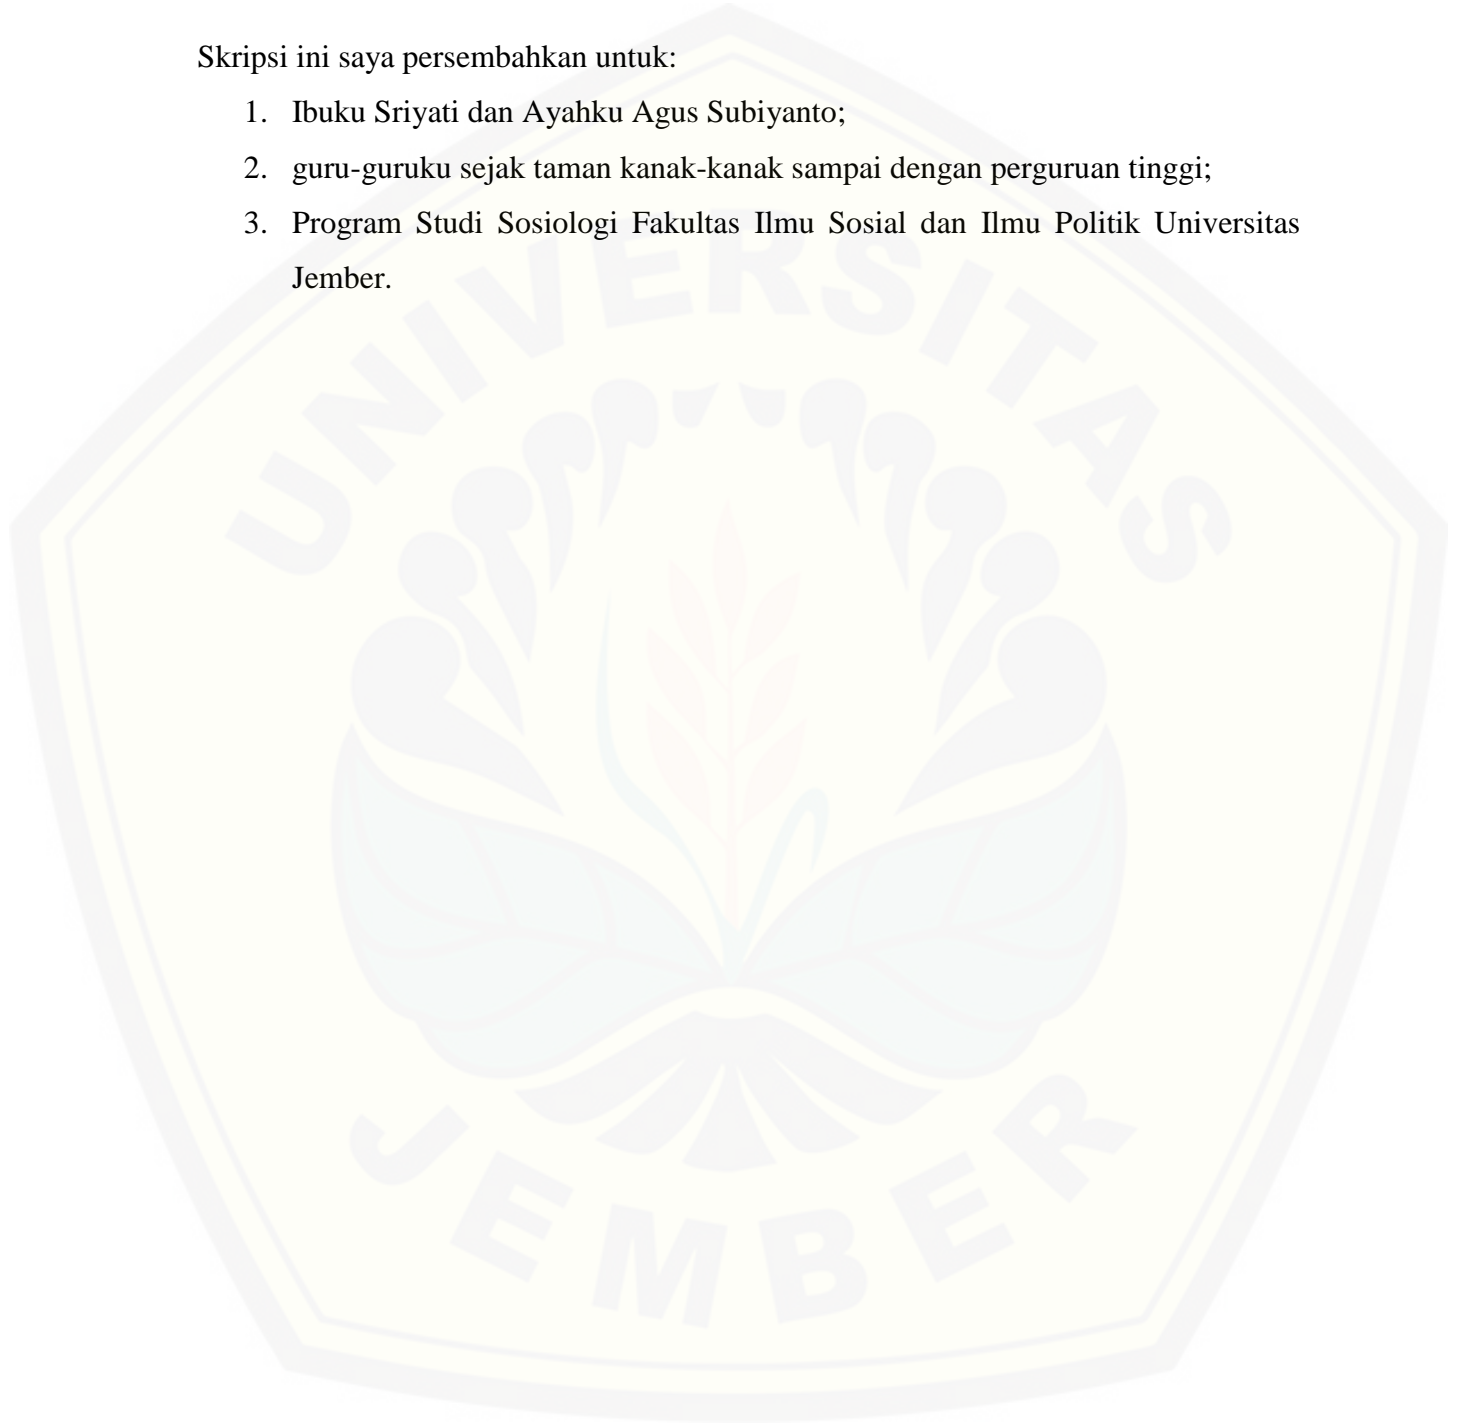 Skripsi ini saya persembahkan untuk:
1. Ibuku Sriyati dan Ayahku Agus Subiyanto;
2. guru-guruku sejak taman kanak-kanak sampai dengan perguruan tinggi;
3. Program Studi Sosiologi Fakultas Ilmu Sosial dan Ilmu Politik Universitas
Jember.
UNIVERSITAS
JEMBER